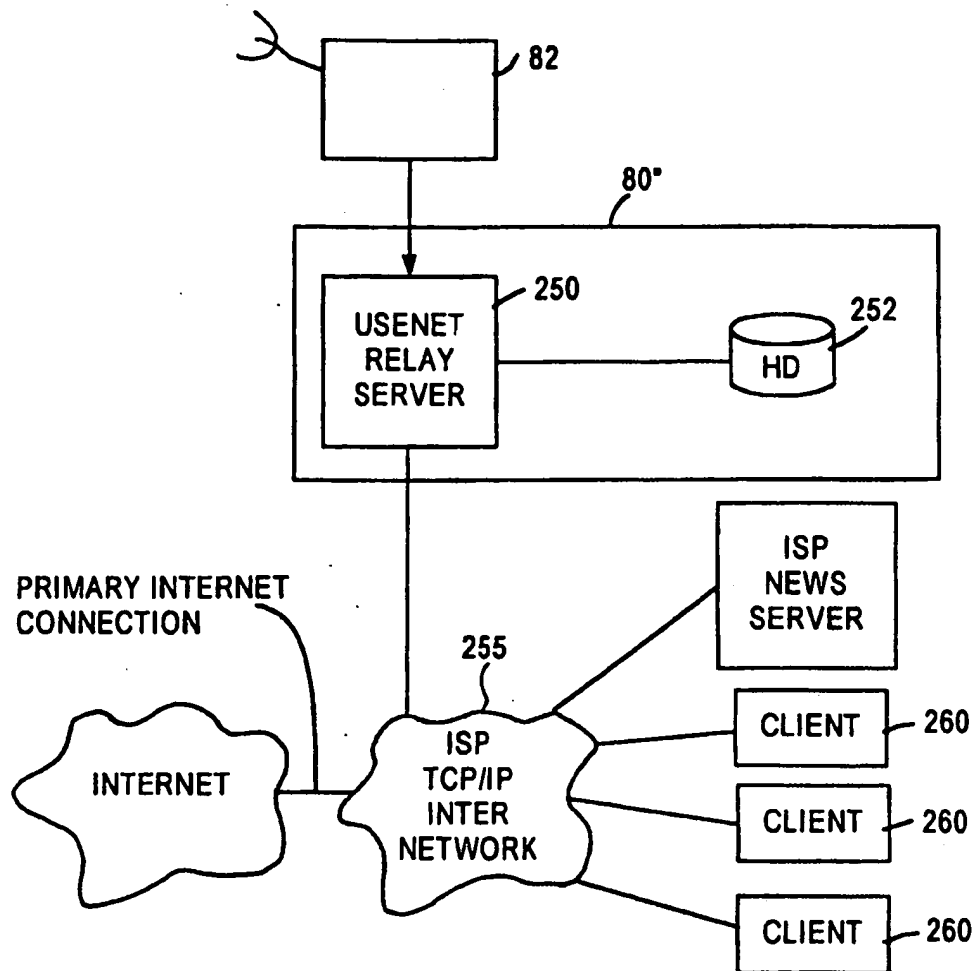 82
80"
USENET
RELAY
SERVER
250
252
HD
ISP
NEWS
SERVER
PRIMARY INTERNET
CONNECTION
255
INTERNET
ISP
TCP/IP
INTER
NETWORK
CLIENT
260
CLIENT
260
CLIENT
260